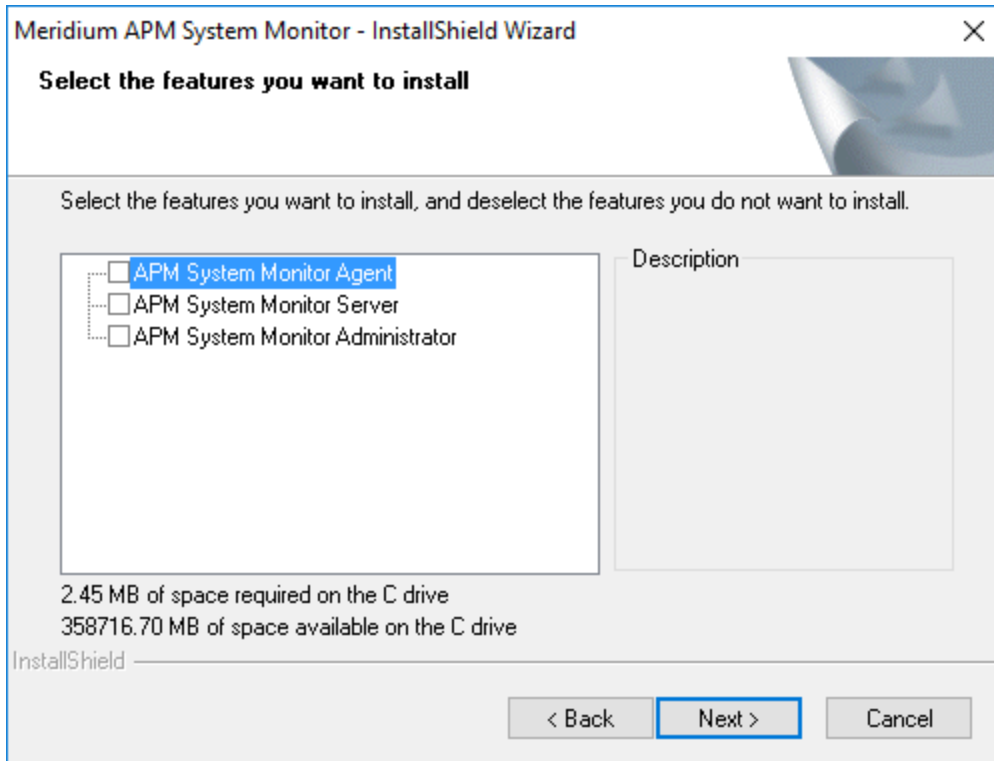 Meridium APM System Monitor - InstallShield Wizard
Select the features you want to install
Select the features you want to install, and deselect the features you do not want to install.
APM System Monitor Agent
APM System Monitor Server
APM System Monitor Administrator
Description
2.45 MB of space required on the C drive
358716.70 MB of space available on the C drive
InstallShield
< Back
Next >
Cancel